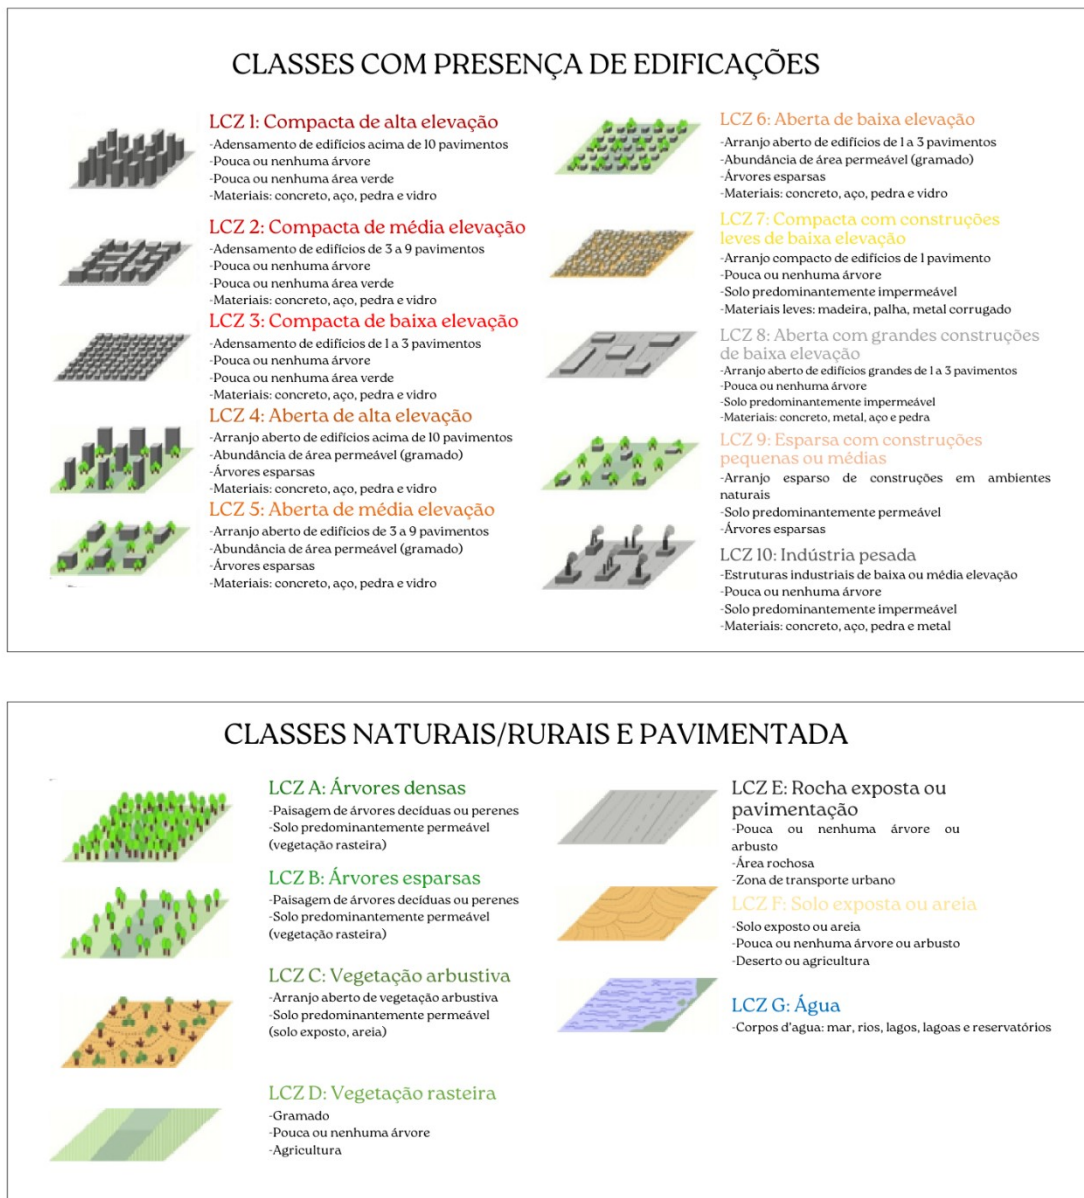 CLASSES COM PRESENÇA DE EDIFICAÇÕES
LCZ 1: Compacta de alta elevação
-Adensamento de edifícios acima de 10 pavimentos
-Pouca ou nenhuma árvore
-Pouca ou nenhuma área verde
-Materiais: concreto, aço, pedra e vidro
LCZ 2: Compacta de média elevação
-Adensamento de edifícios de 3 a 9 pavimentos
-Pouca ou nenhuma árvore
-Pouca ou nenhuma área verde
-Materiais: concreto, aço, pedra e vidro
LCZ 3: Compacta de baixa elevação
-Adensamento de edifícios de 1 a 3 pavimentos
-Pouca ou nenhuma árvore
-Pouca ou nenhuma área verde
-Materiais: concreto, aço, pedra e vidro
LCZ 4: Aberta de alta elevação
-Arranjo aberto de edifícios acima de 10 pavimentos
-Abundância de área permeável (gramado)
-Árvores esparsas
-Materiais: concreto, aço, pedra e vidro
LCZ 5: Aberta de média elevação
-Arranjo aberto de edifícios de 3 a 9 pavimentos
-Abundância de área permeável (gramado)
-Árvores esparsas
-Materiais: concreto, aço, pedra e vidro
LCZ 6: Aberta de baixa elevação
-Arranjo aberto de edifícios de 1 a 3 pavimentos
-Abundância de área permeável (gramado)
-Árvores esparsas
-Materiais: concreto, aço, pedra e vidro
LCZ 7: Compacta com construções
leves de baixa elevação
-Arranjo compacto de edifícios de 1 pavimento
-Pouca ou nenhuma árvore
-Solo predominantemente impermeável
-Materiais leves: madeira, palha, metal corrugado
LCZ 8: Aberta com grandes construções
de baixa elevação
-Arranjo aberto de edifícios grandes de 1 a 3 pavimentos
-Pouca ou nenhuma árvore
-Solo predominantemente impermeável
-Materiais: concreto, metal, aço e pedra
LCZ 9: Esparsa com construções
pequenas ou médias
-Arranjo esparso de construções em ambientes
naturais
-Solo predominantemente permeável
-Árvores esparsas
LCZ 10: Indústria pesada
-Estruturas industriais de baixa ou média elevação
-Pouca ou nenhuma árvore
-Solo predominantemente impermeável
-Materiais: concreto, aço, pedra e metal
CLASSES NATURAIS/RURAIS E PAVIMENTADA
LCZ A: Árvores densas
-Paisagem de árvores decíduas ou perenes
-Solo predominantemente permeável
(vegetação rasteira)
LCZ B: Árvores esparsas
-Paisagem de árvores decíduas ou perenes
-Solo predominantemente permeável
(vegetação rasteira)
LCZ C: Vegetação arbustiva
-Arranjo aberto de vegetação arbustiva
-Solo predominantemente permeável
(solo exposto, areia)
LCZ D: Vegetação rasteira
-Gramado
-Pouca ou nenhuma árvore
-Agricultura
LCZ E: Rocha exposta ou
pavimentação
-Pouca ou nenhuma árvore ou
arbusto
-Área rochosa
-Zona de transporte urbano
LCZ F: Solo exposta ou areia
-Solo exposto ou areia
-Pouca ou nenhuma árvore ou arbusto
-Deserto ou agricultura
LCZ G: Água
-Corpos d'agua: mar, rios, lagos, lagoas e reservatórios